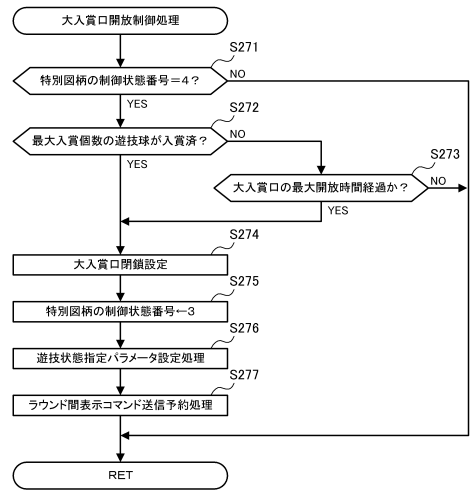 大入賞口開放制御処理
S271
特別図柄の制御状態番号＝4？
NO
YES
S272
最大入賞個数の遊技球が入賞済？
NO
YES
S273
大入賞口の最大開放時間経過か？
NO
YES
S274
大入賞口閉鎖設定
S275
特別図柄の制御状態番号←3
S276
遊技状態指定パラメータ設定処理
S277
ラウンド間表示コマンド送信予約処理
RET